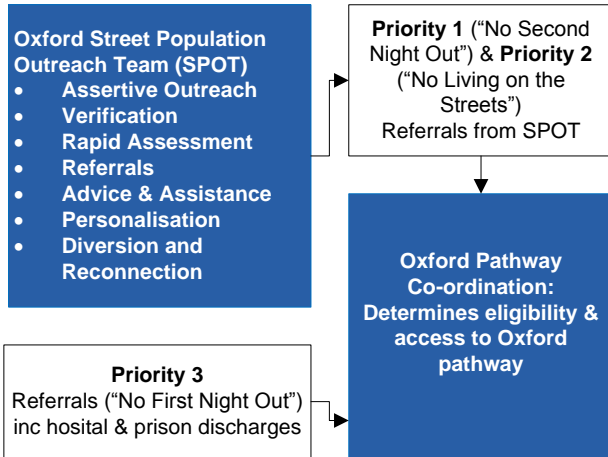 Oxford Street Population
Outreach Team (SPOT)
• Assertive Outreach
• Verification
• Rapid Assessment
• Referrals
• Advice & Assistance
• Personalisation
• Diversion and
Reconnection
Priority 1 (“No Second
Night Out”) & Priority 2
(“No Living on the
Streets”)
Referrals from SPOT
Oxford Pathway
Co-ordination:
Determines eligibility &
access to Oxford
pathway
Priority 3
Referrals (“No First Night Out”)
inc hosital & prison discharges